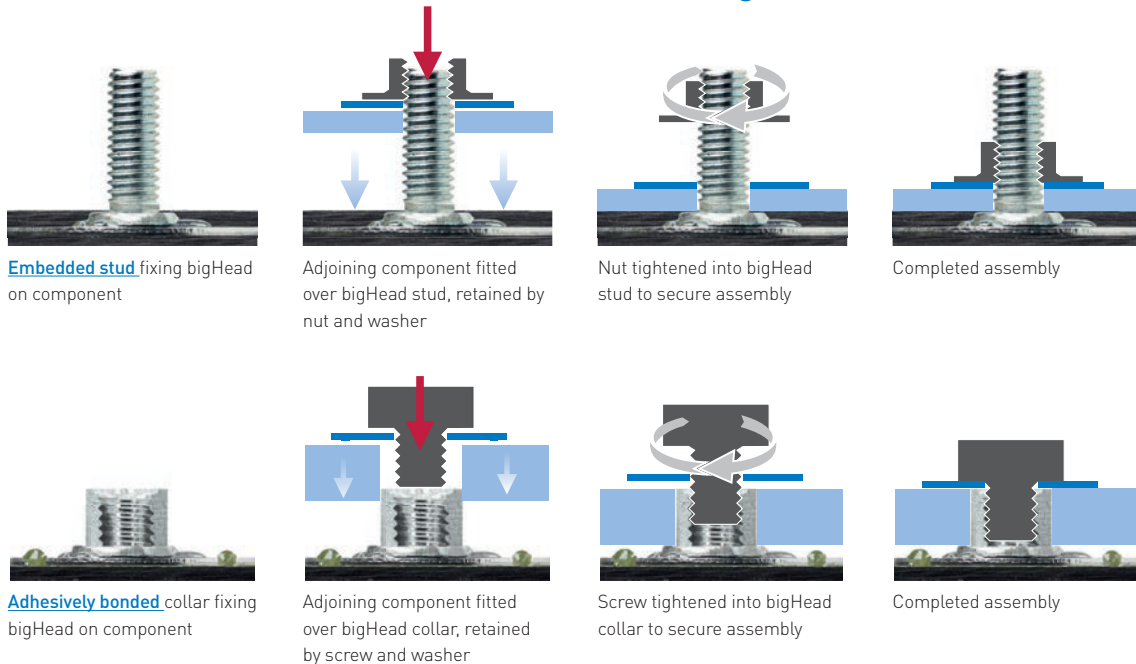 Embedded stud fixing bigHead
on component
Adjoining component fitted
over bigHead stud, retained by
nut and washer
Nut tightened into bigHead
stud to secure assembly
Completed assembly
Adhesively bonded collar fixing
bigHead on component
Adjoining component fitted
over bigHead collar, retained
by screw and washer
Screw tightened into bigHead
collar to secure assembly
Completed assembly